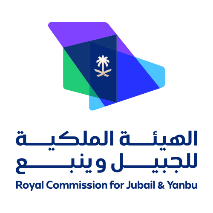 الهيئة الملكية
للجبيل وينبع
Royal Commission for Jubail & Yanbu